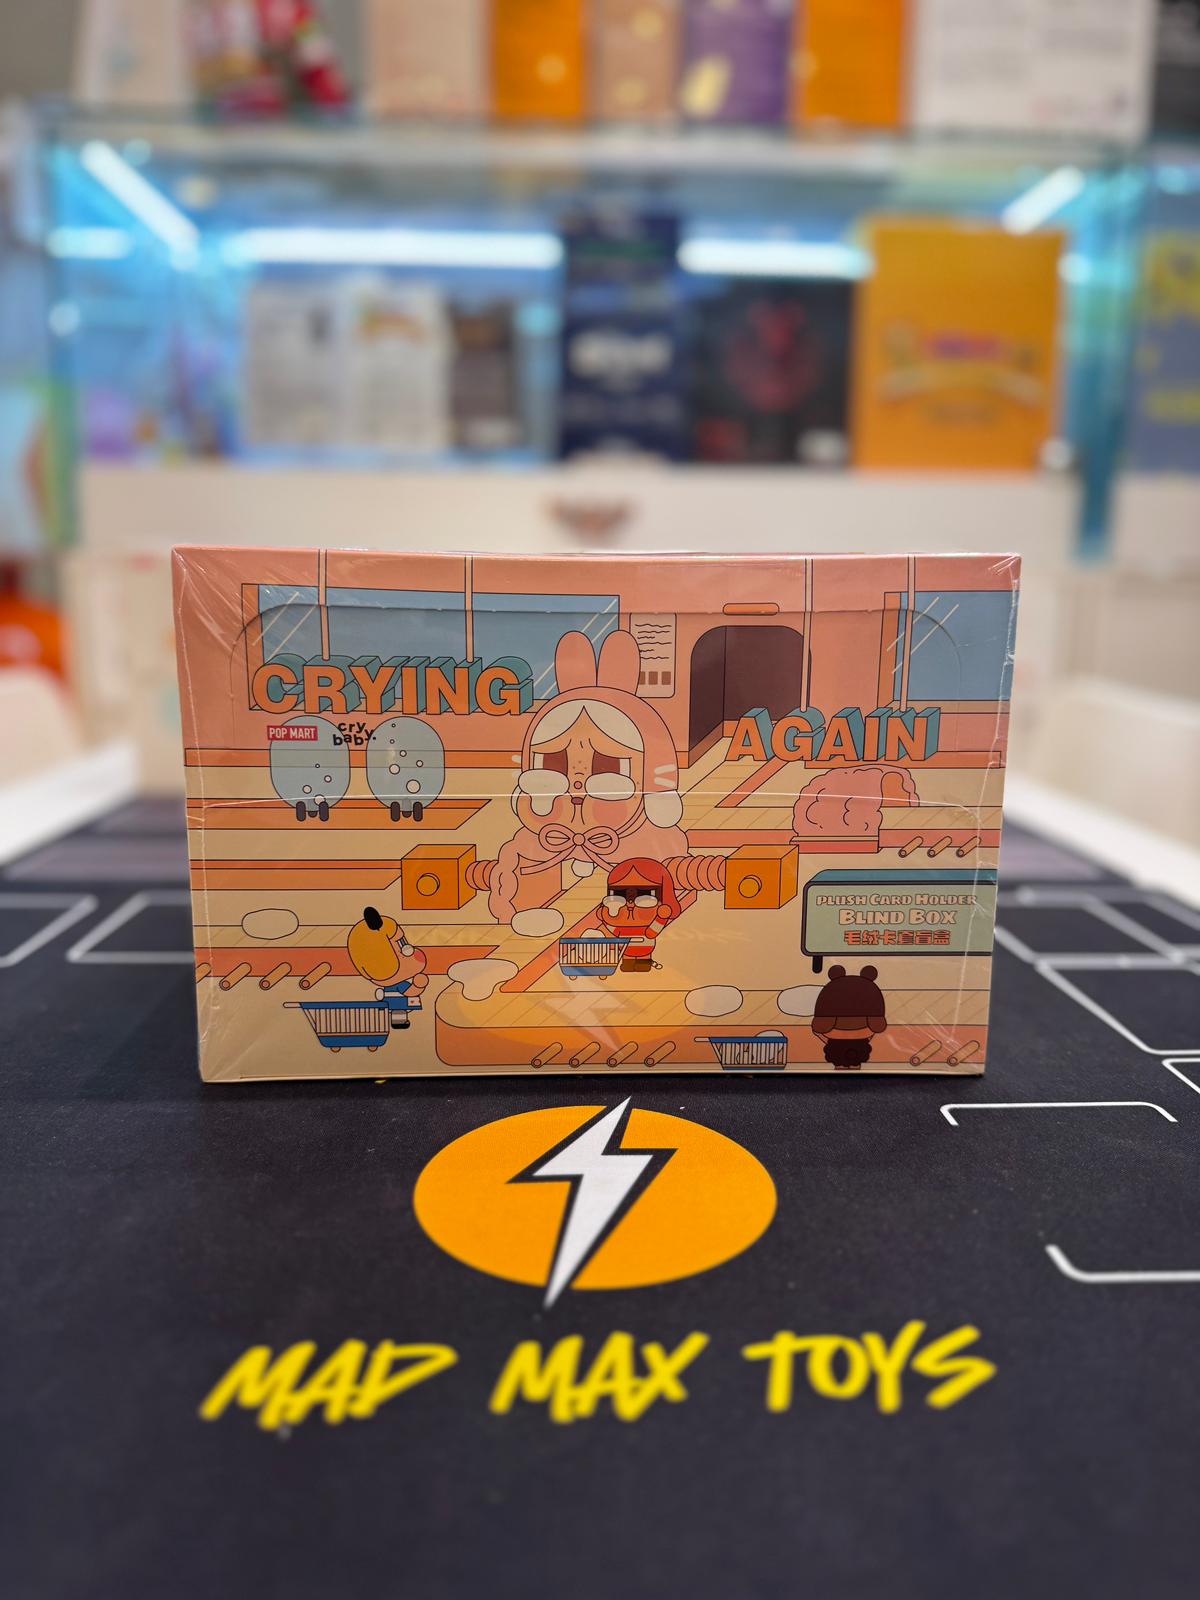 CRYING
AGAIN
POP MART
cry
baby.
PLUSH CARD HOLDER
BLIND BOX
毛绒卡套盲盒
MAD MAX TOYS